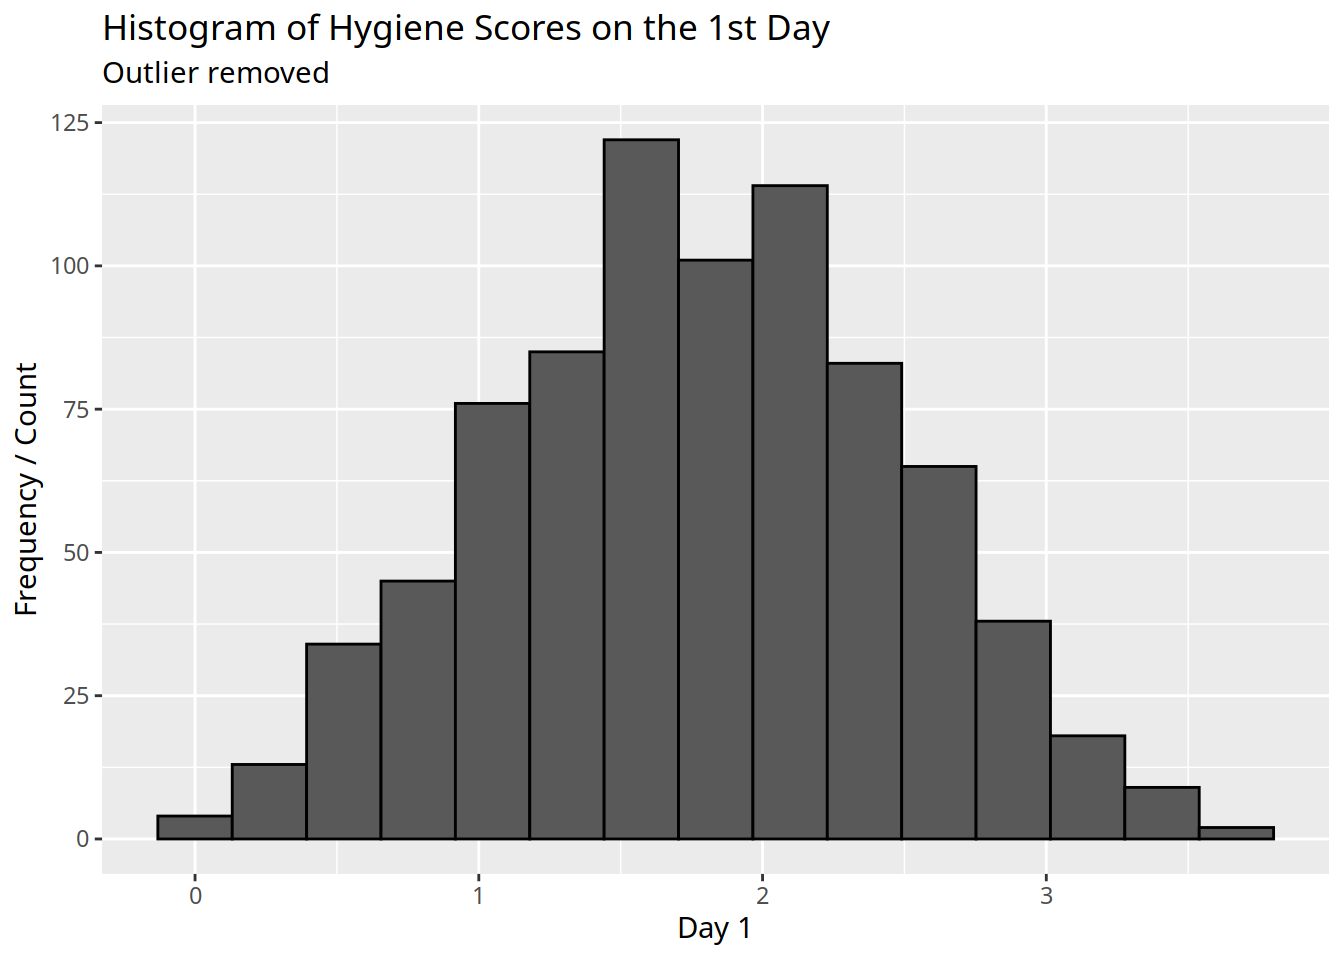 Histogram of Hygiene Scores on the 1st Day
Outlier removed
125
100
75
50
25
0
Frequency / Count
0 1 2 3
Day 1